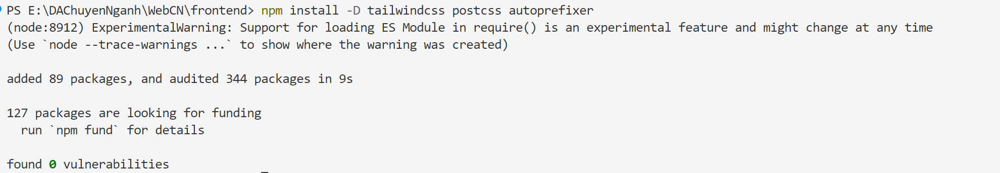 PS E:\DAChuyenNganh\WebCN\frontend> npm install -D tailwindcss postcss autoprefixer
(node:8912) ExperimentalWarning: Support for loading ES Module in require() is an experimental feature and might change at any time
(Use `node --trace-warnings ...` to show where the warning was created)
added 89 packages, and audited 344 packages in 9s
127 packages are looking for funding
  run `npm fund` for details
found 0 vulnerabilities